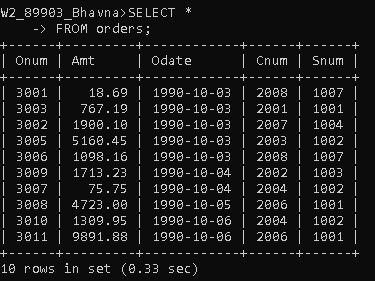 W2_89903_Bhavna>SELECT *
    -> FROM orders;
+------+---------+------------+------+------+
| Onum | Amt     | Odate      | Cnum | Snum |
+------+---------+------------+------+------+
| 3001 |   18.69 | 1990-10-03 | 2008 | 1007 |
| 3003 |  767.19 | 1990-10-03 | 2001 | 1001 |
| 3002 | 1900.10 | 1990-10-03 | 2007 | 1004 |
| 3005 | 5160.45 | 1990-10-03 | 2003 | 1002 |
| 3006 | 1098.16 | 1990-10-03 | 2008 | 1007 |
| 3009 | 1713.23 | 1990-10-04 | 2002 | 1003 |
| 3007 |   75.75 | 1990-10-04 | 2004 | 1002 |
| 3008 | 4723.00 | 1990-10-05 | 2006 | 1001 |
| 3010 | 1309.95 | 1990-10-06 | 2004 | 1002 |
| 3011 | 9891.88 | 1990-10-06 | 2006 | 1001 |
+------+---------+------------+------+------+
10 rows in set (0.33 sec)